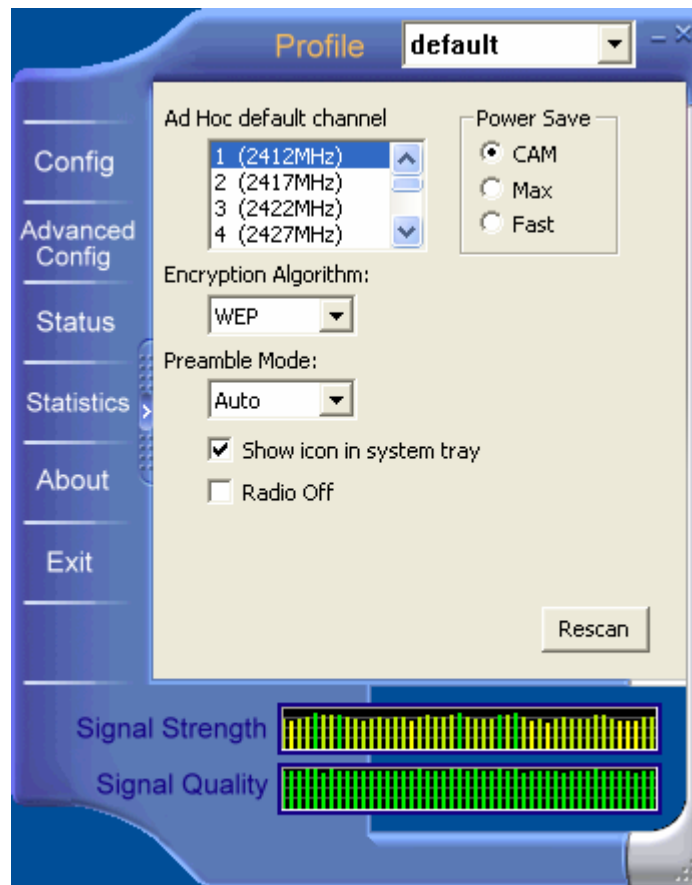 Profile default
Ad Hoc default channel
1 (2412MHz)
2 (2417MHz)
3 (2422MHz)
4 (2427MHz)
Power Save
CAM
Max
Fast
Encryption Algorithm:
WEP
Preamble Mode:
Auto
Show icon in system tray
Radio Off
Rescan
Config
Advanced
Config
Status
Statistics
About
Exit
Signal Strength
Signal Quality